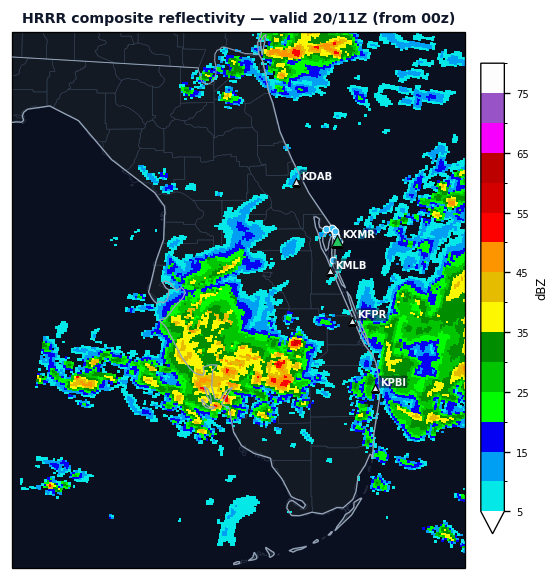 HRRR composite reflectivity — valid 20/11Z (from 00z)
KDAB
KXMR
KMLB
KFPR
KPBI
75
65
55
45
35
25
15
5
dBZ